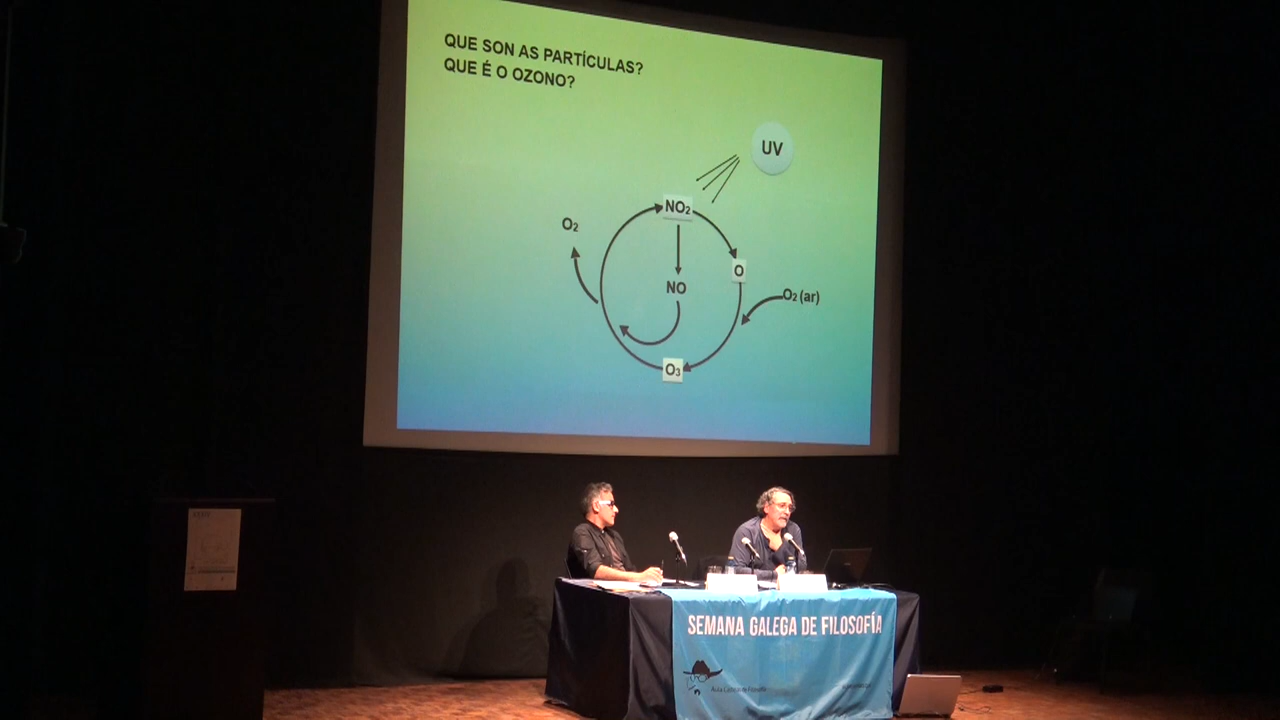 QUE SON AS PARTÍCULAS?
QUE É O OZONO?
UV
NO₂
O₂
O
NO
O₂ (ar)
O₃
SEMANA GALEGA DE FILOSOFÍA